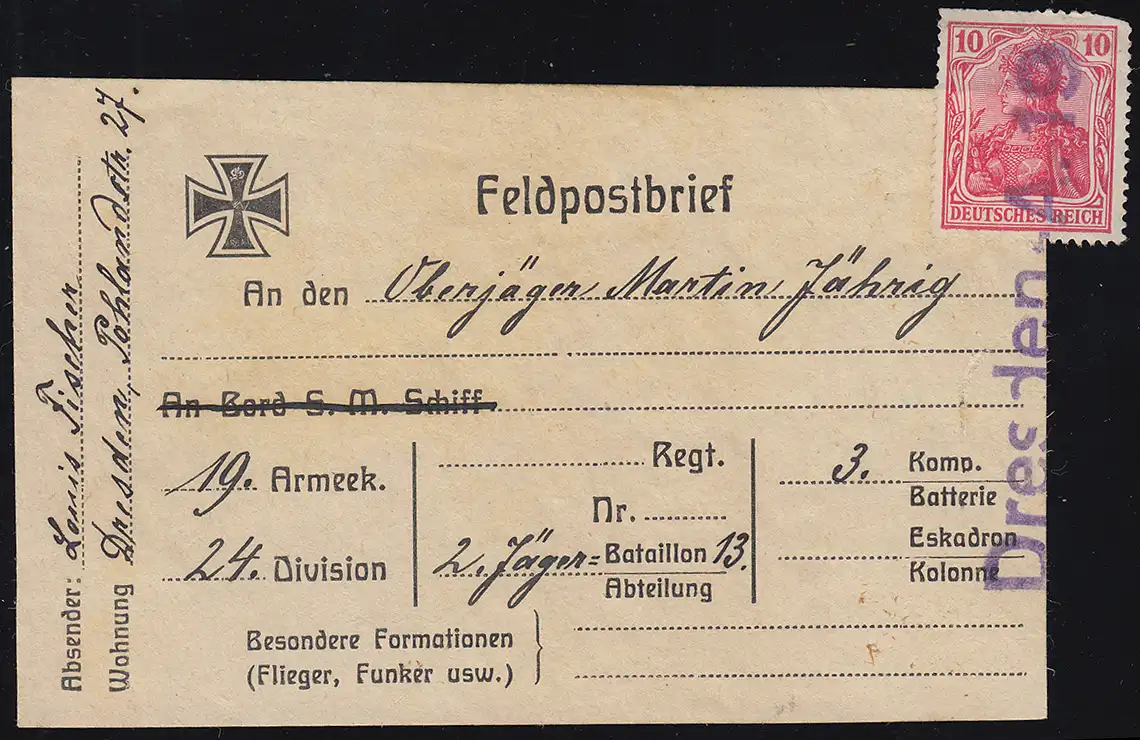 10 10
DEUTSCHES REICH
Feldpostbrief
An den Oberjäger Martin Jährig
An Bord S. M. Schiff
19. Armeek.
24. Division
Regt.
Nr.
2. Jäger= Bataillon 13.
Abteilung
3. Komp.
Batterie
Eskadron
Kolonne
Besondere Formationen
(Flieger, Funker usw.)
Absender: Louis Fischer
Wohnung Dresden, Pohlandstr. 27.
Dresden-A. 19